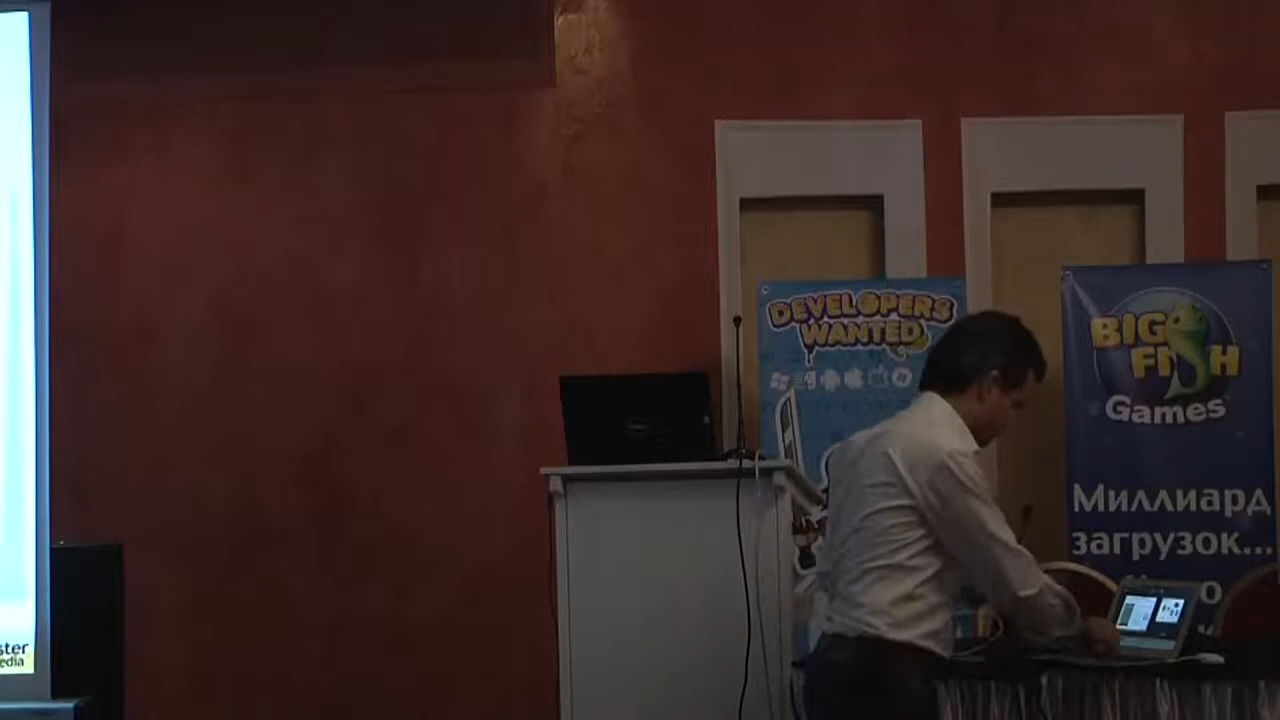 DEVELOPERS
WANTED
BIG
FISH
Games
Миллиард
загрузок...
ster
edia